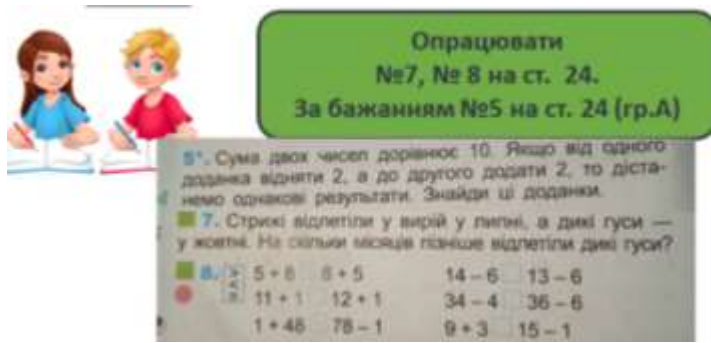 Опрацювати
№7, № 8 на ст. 24.
За бажанням №5 на ст. 24 (гр.А)
5*. Сума двох чисел дорівнює 10. Якщо від одного
доданка відняти 2, а до другого додати 2, то діста-
немо однакові результати. Знайди ці доданки.
7. Стрижі відлетіли у вирій у липні, а дикі гуси —
у жовтні. На скільки місяців пізніше відлетіли дикі гуси?
8. > < = 5 + 6 6 + 5 14 – 6 13 – 6
11 + 1 12 + 1 34 – 4 36 – 6
1 + 48 78 – 1 9 + 3 15 – 1